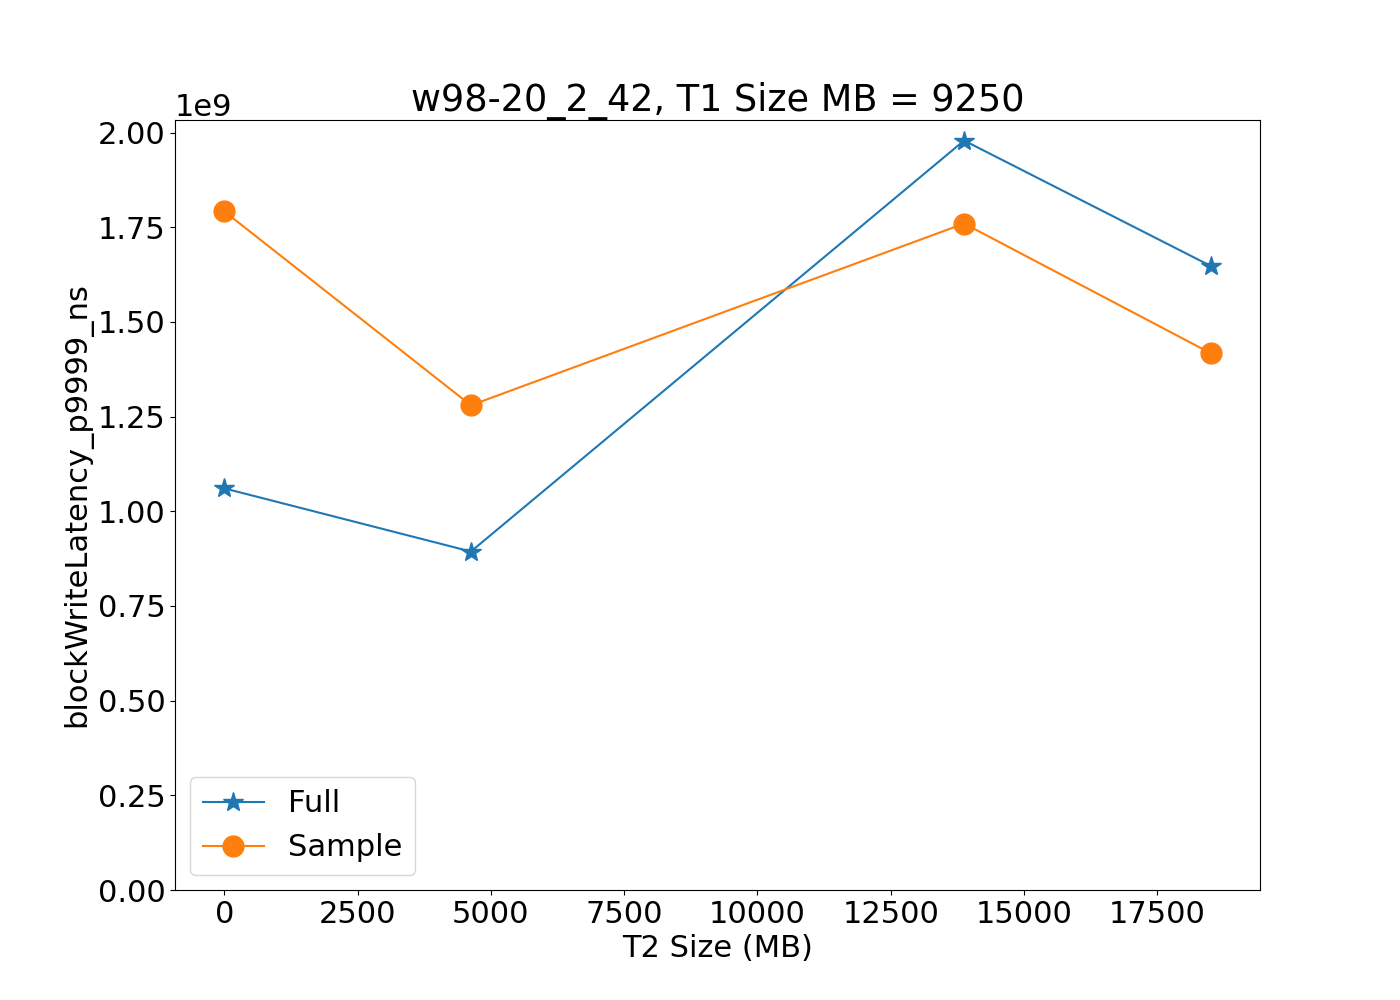 w98-20_2_42, T1 Size MB = 9250
1e9
2.00
1.75
1.50
1.25
1.00
0.75
0.50
0.25
0.00
blockWriteLatency_p9999_ns
Full
Sample
0 2500 5000 7500 10000 12500 15000 17500
T2 Size (MB)